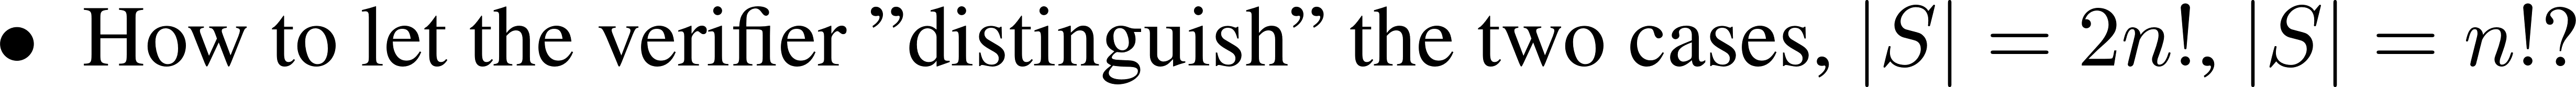 • How to let the verifier ”distinguish” the two cases, |S| = 2n!, |S| = n!?